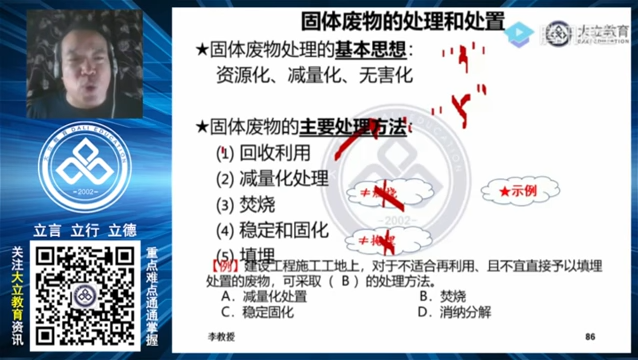 固体废物的处理和处置
大立教育
DALI EDUCATION
★固体废物处理的基本思想：
资源化、减量化、无害化
★固体废物的主要处理方法：
(1) 回收利用
(2) 减量化处理
(3) 焚烧
(4) 稳定和固化
(5) 填埋
★示例
【例】建设工程施工工地上，对于不适合再利用、且不宜直接予以填埋
处置的废物，可采取（ B ）的处理方法。
A．减量化处置 B．焚烧
C．稳定固化 D．消纳分解
李教授
86
DALI EDUCATION
-2002-
立言 立行 立德
关注大立教育资讯
重点难点通通掌握